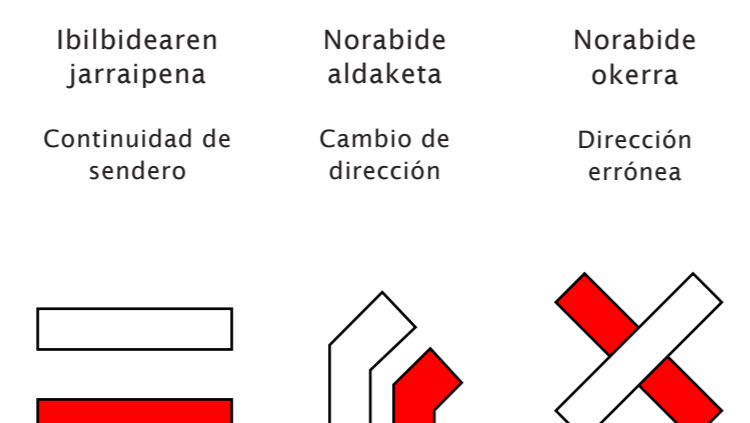 Ibilbidearen
jarraipena
Continuidad de
sendero
Norabide
aldaketa
Cambio de
dirección
Norabide
okerra
Dirección
errónea